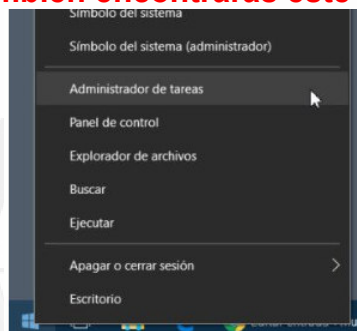 Símbolo del sistema
Símbolo del sistema (administrador)
Administrador de tareas
Panel de control
Explorador de archivos
Buscar
Ejecutar
Apagar o cerrar sesión
Escritorio